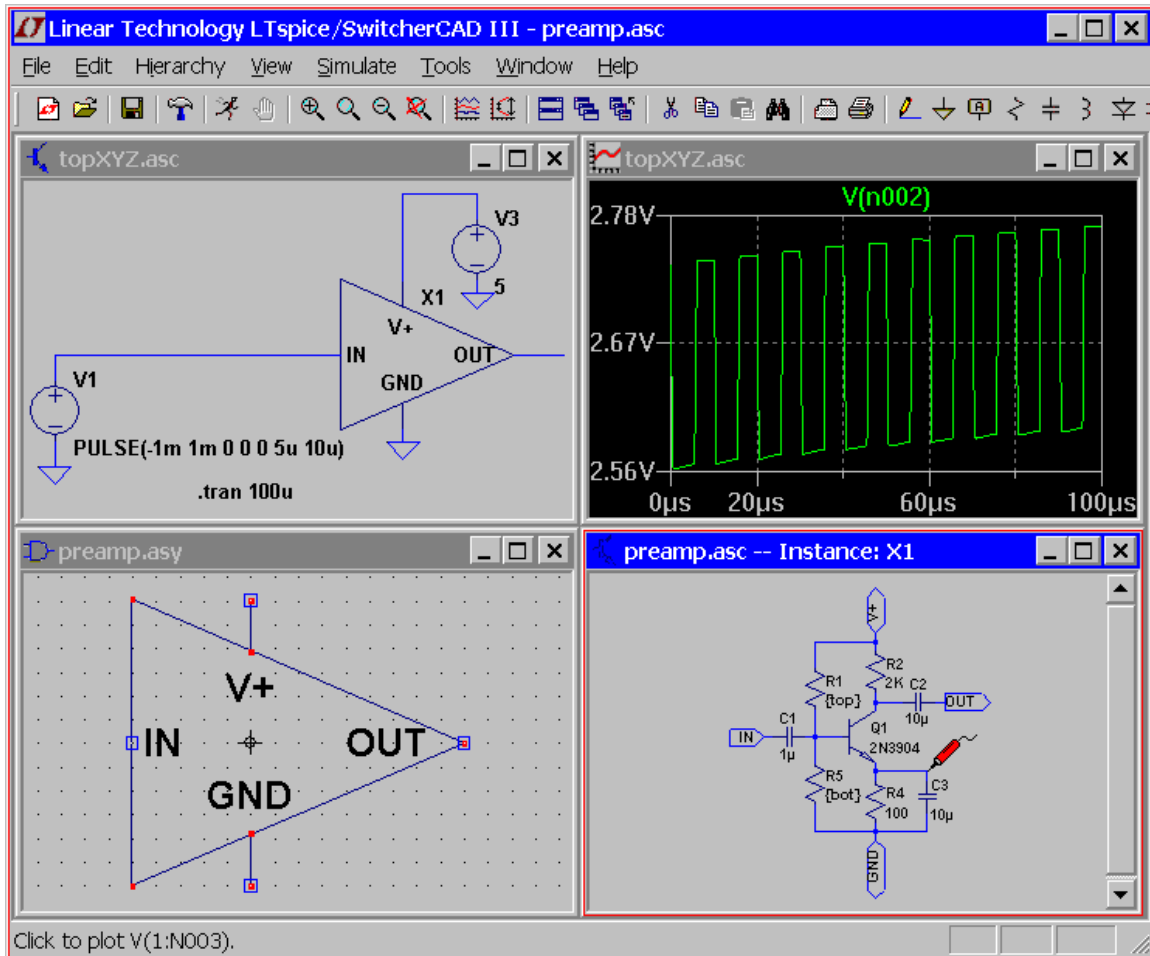 Linear Technology LTspice/SwitcherCAD III - preamp.asc
File Edit Hierarchy View Simulate Tools Window Help
A
topXYZ.asc
V3
5
X1
V+
IN
OUT
GND
V1
PULSE(-1m 1m 0 0 0 5u 10u)
.tran 100u
topXYZ.asc
V(n002)
2.78V
2.67V
2.56V
0µs 20µs 60µs 100µs
preamp.asy
V+
IN
OUT
GND
preamp.asc -- Instance: X1
V+
R2
2K
R1
{top}
C2
10µ
OUT
C1
1µ
IN
Q1
2N3904
R5
{bot}
R4
100
C3
10µ
GND
Click to plot V(1:N003).